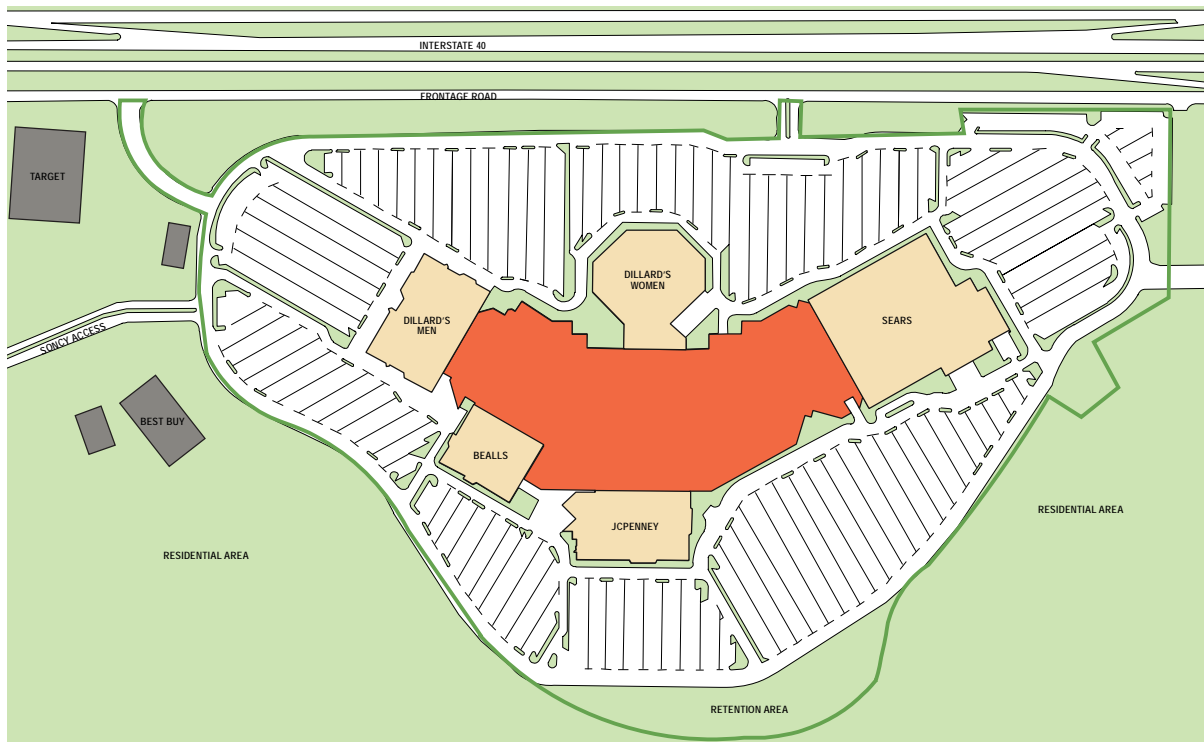 INTERSTATE 40
FRONTAGE ROAD
TARGET
DILLARD'S
WOMEN
DILLARD'S
MEN
SEARS
SONCY ACCESS
BEST BUY
BEALLS
JCPENNEY
RESIDENTIAL AREA
RESIDENTIAL AREA
RETENTION AREA